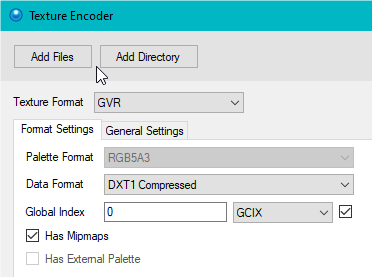 Texture Encoder
Add Files Add Directory
Texture Format GVR
Format Settings General Settings
Palette Format RGB5A3
Data Format DXT1 Compressed
Global Index 0 GCIX
Has Mipmaps
Has External Palette